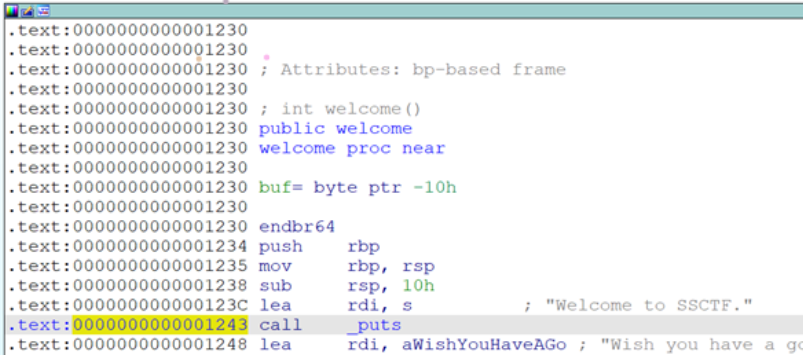 .text:0000000000001230
.text:0000000000001230
.text:0000000000001230 ; Attributes: bp-based frame
.text:0000000000001230
.text:0000000000001230 ; int welcome()
.text:0000000000001230 public welcome
.text:0000000000001230 welcome proc near
.text:0000000000001230
.text:0000000000001230 buf= byte ptr -10h
.text:0000000000001230
.text:0000000000001230 endbr64
.text:0000000000001234 push rbp
.text:0000000000001235 mov rbp, rsp
.text:0000000000001238 sub rsp, 10h
.text:000000000000123C lea rdi, s ; "Welcome to SSCTF."
.text:0000000000001243 call _puts
.text:0000000000001248 lea rdi, aWishYouHaveAGo ; "Wish you have a go